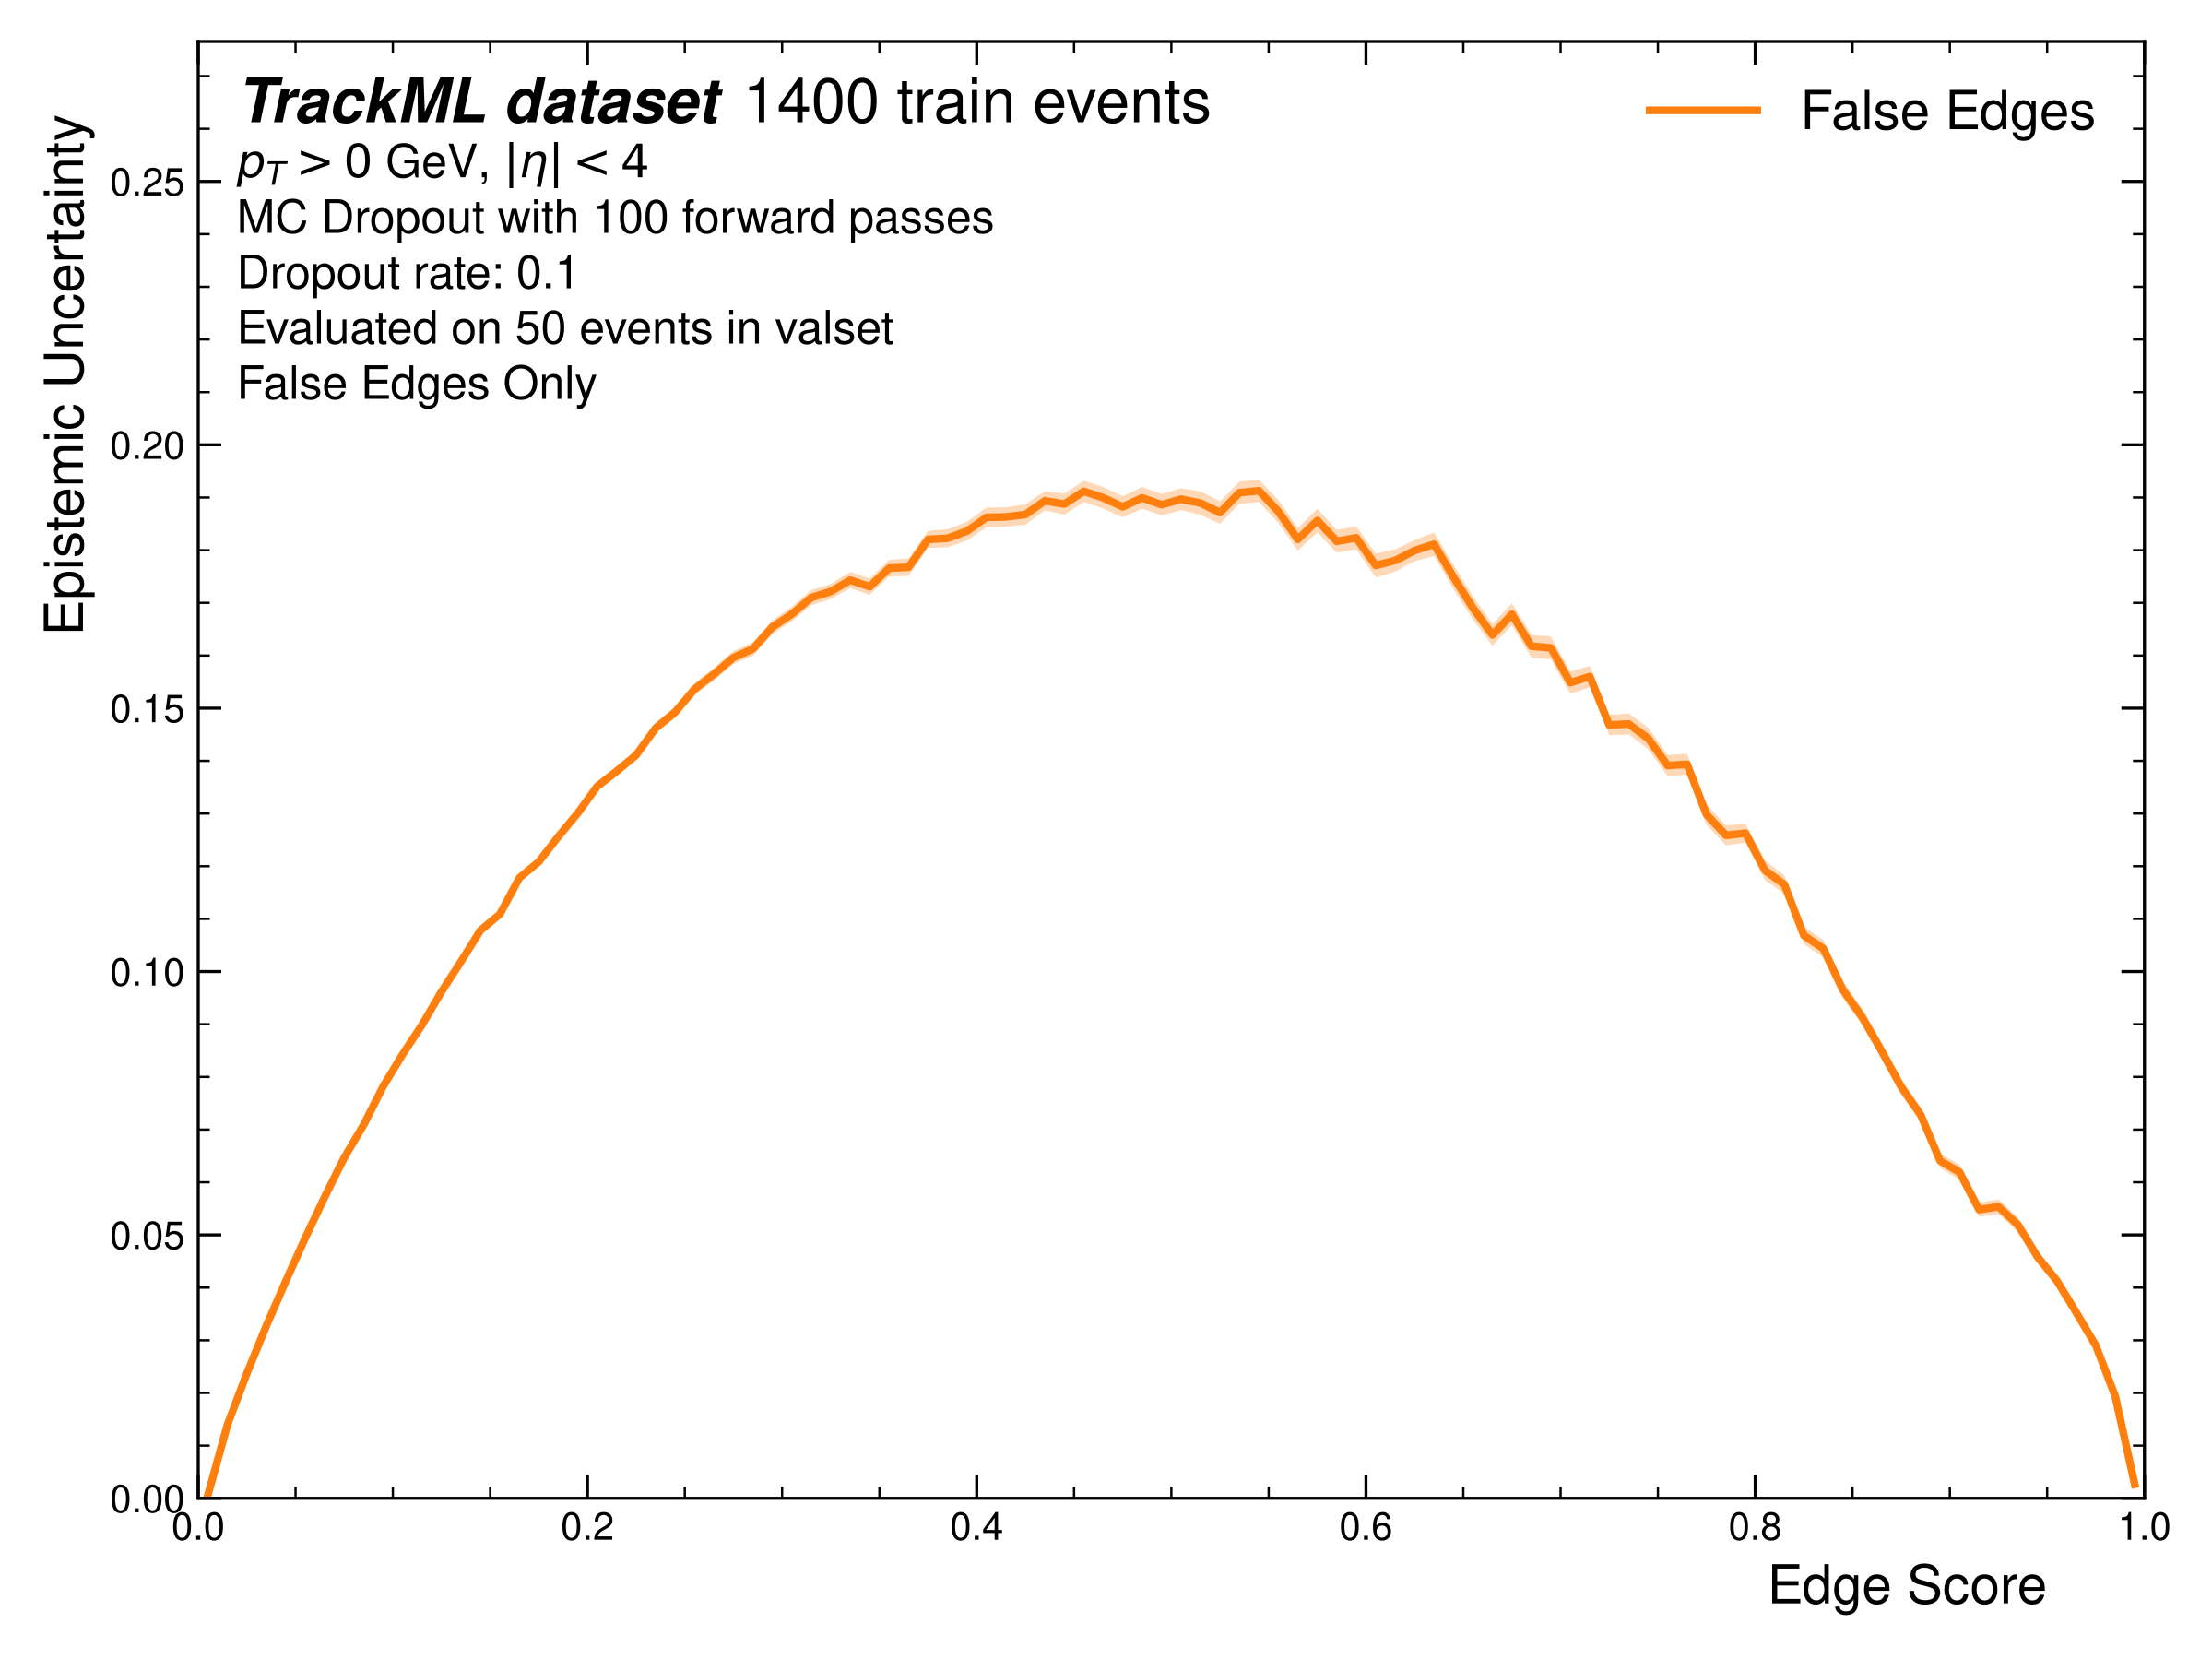 TrackML dataset 1400 train events
p_T > 0 GeV, |η| < 4
MC Dropout with 100 forward passes
Dropout rate: 0.1
Evaluated on 50 events in valset
False Edges Only
False Edges
Epistemic Uncertainty
0.25
0.20
0.15
0.10
0.05
0.00
0.0 0.2 0.4 0.6 0.8 1.0
Edge Score